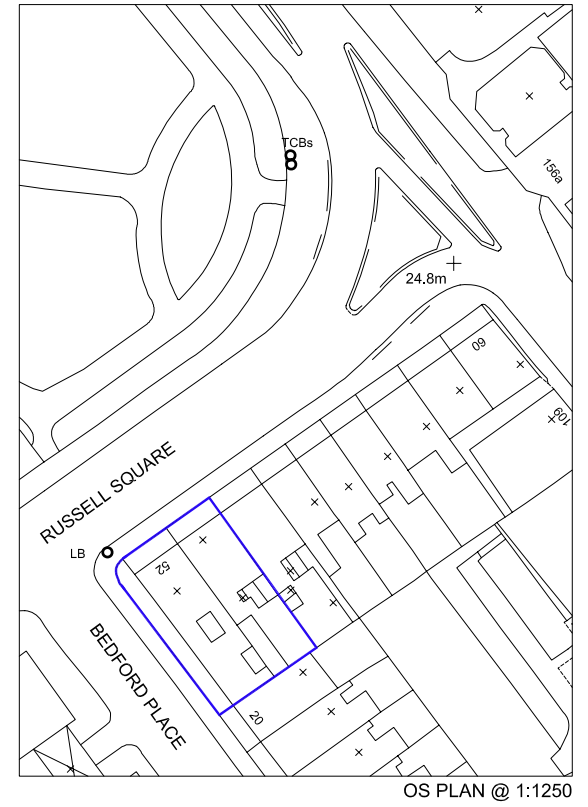 TCBs
156a
24.8m
60
109
RUSSELL SQUARE
LB
52
BEDFORD PLACE
20
OS PLAN @ 1:1250